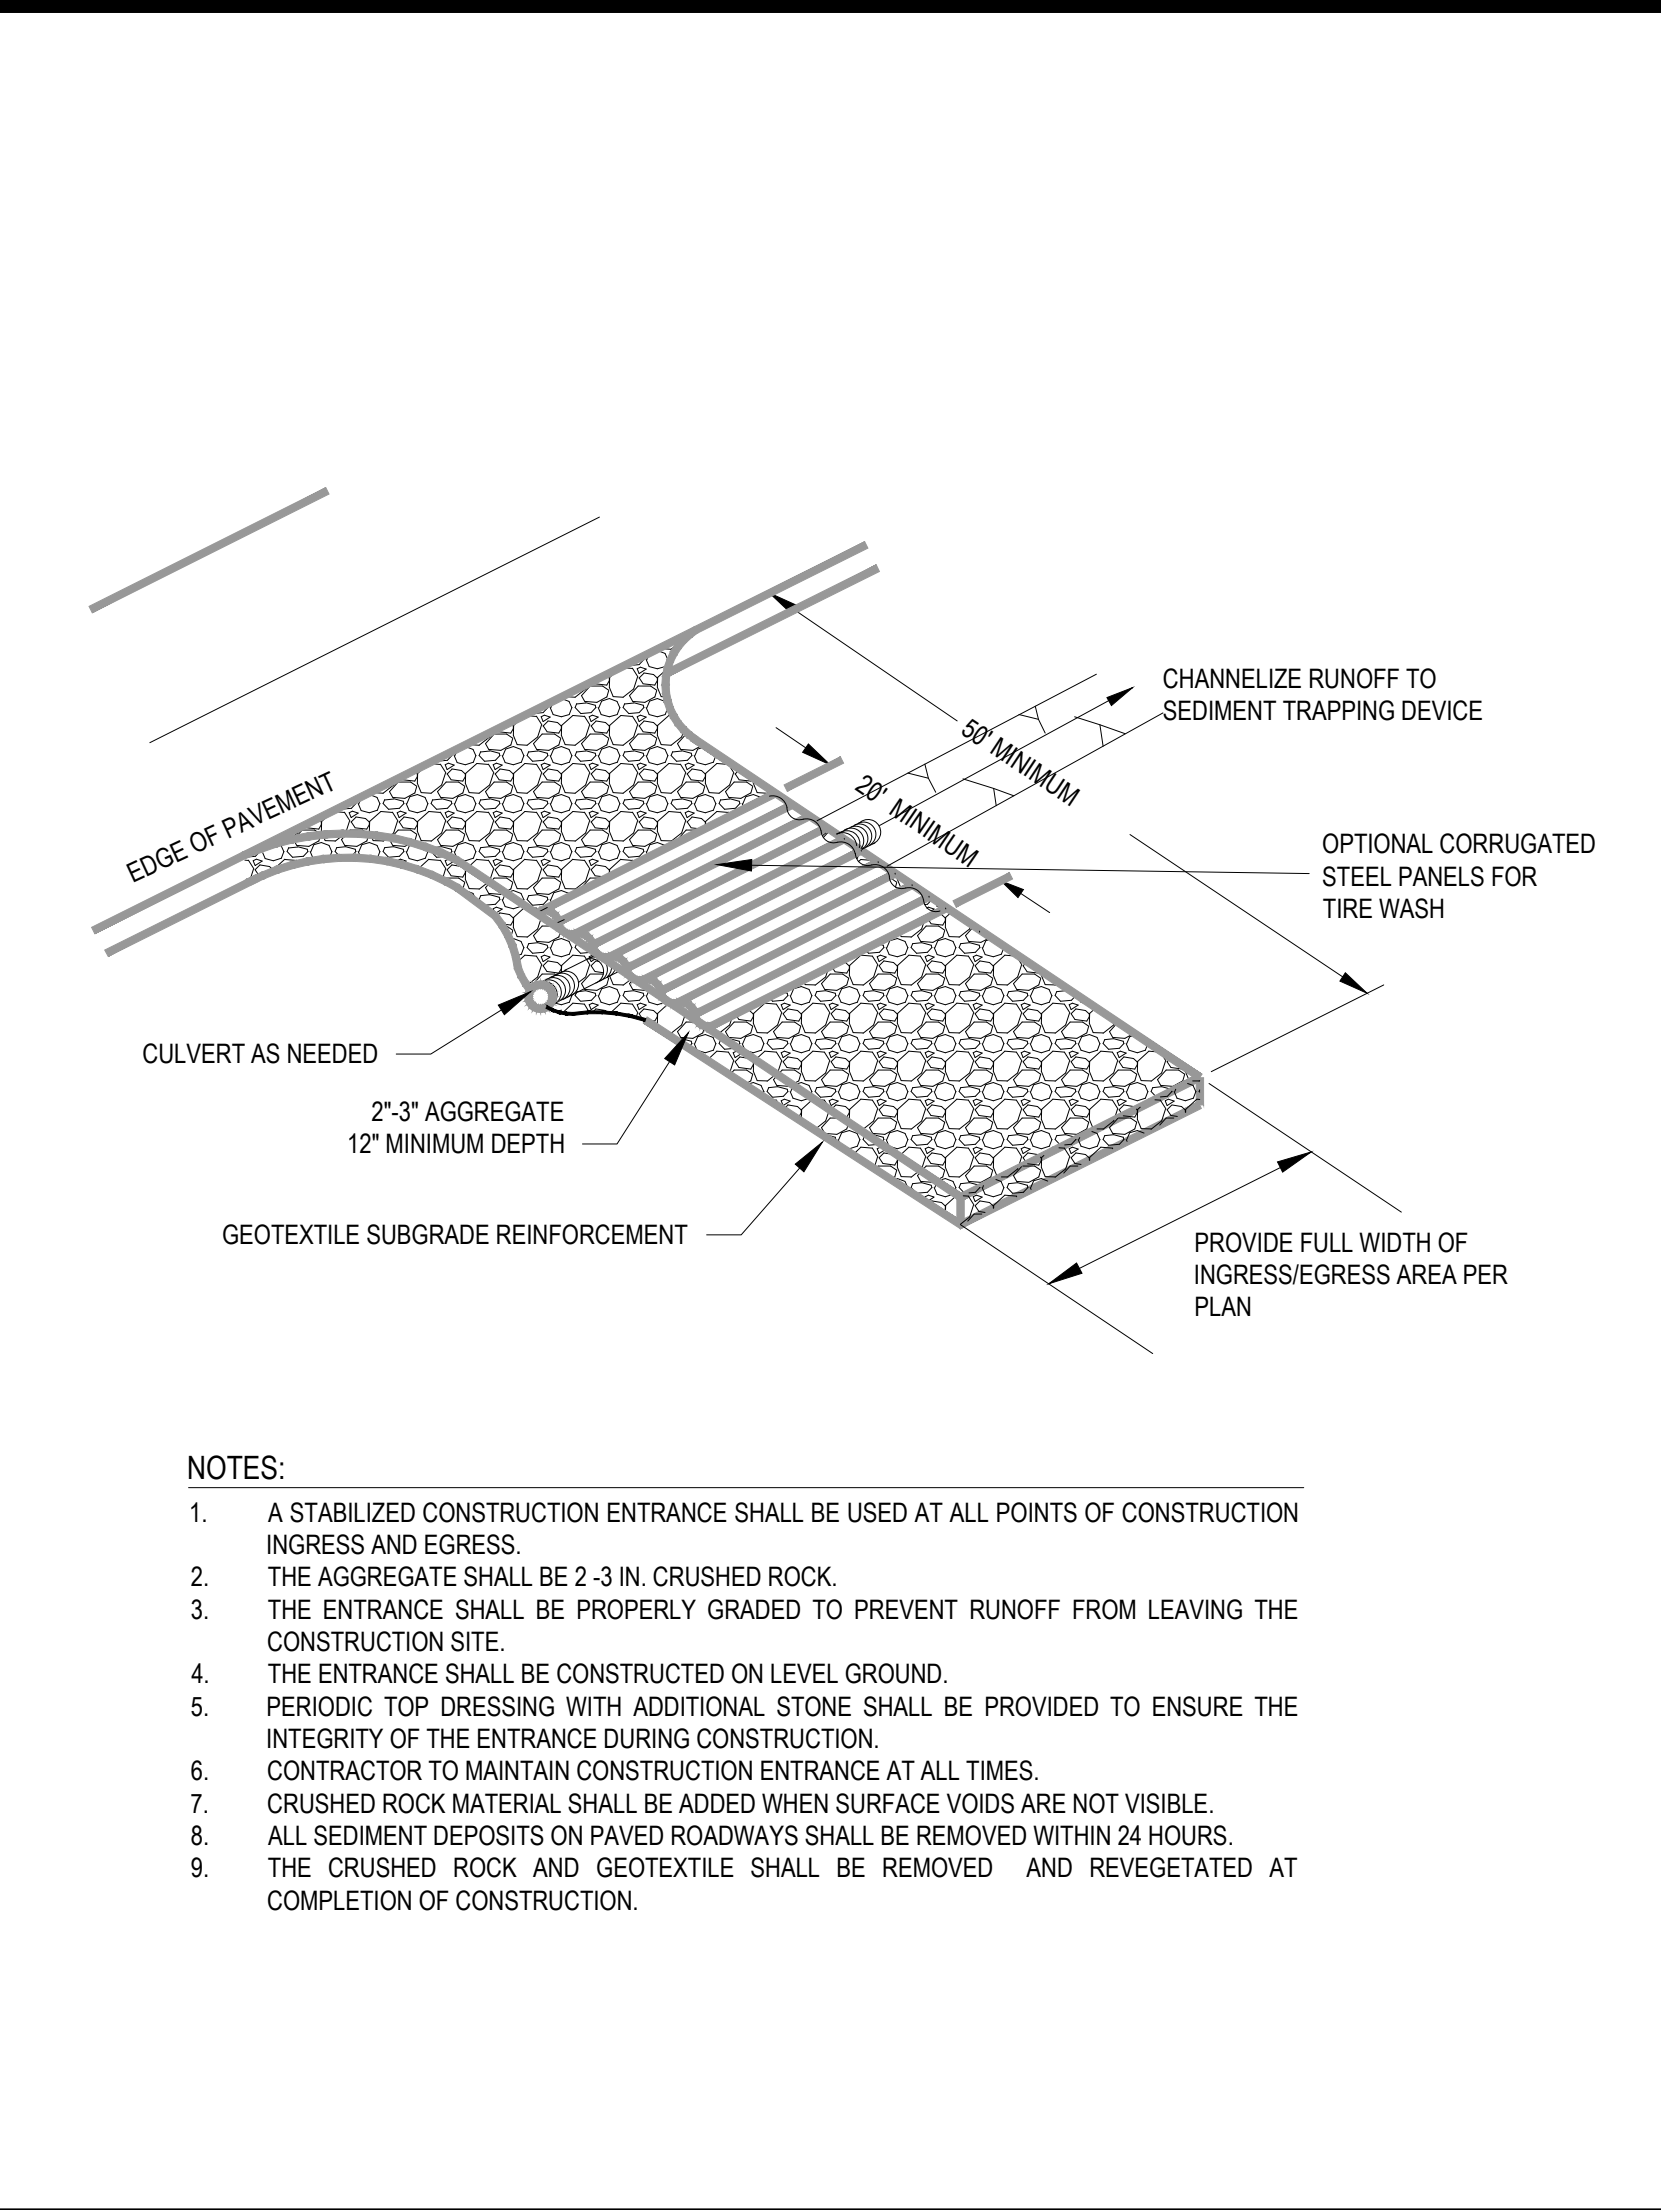 CHANNELIZE RUNOFF TO
SEDIMENT TRAPPING DEVICE
50' MINIMUM
20' MINIMUM
EDGE OF PAVEMENT
OPTIONAL CORRUGATED
STEEL PANELS FOR
TIRE WASH
CULVERT AS NEEDED
2"-3" AGGREGATE
12" MINIMUM DEPTH
GEOTEXTILE SUBGRADE REINFORCEMENT
PROVIDE FULL WIDTH OF
INGRESS/EGRESS AREA PER
PLAN
NOTES:
1. A STABILIZED CONSTRUCTION ENTRANCE SHALL BE USED AT ALL POINTS OF CONSTRUCTION
INGRESS AND EGRESS.
2. THE AGGREGATE SHALL BE 2 -3 IN. CRUSHED ROCK.
3. THE ENTRANCE SHALL BE PROPERLY GRADED TO PREVENT RUNOFF FROM LEAVING THE
CONSTRUCTION SITE.
4. THE ENTRANCE SHALL BE CONSTRUCTED ON LEVEL GROUND.
5. PERIODIC TOP DRESSING WITH ADDITIONAL STONE SHALL BE PROVIDED TO ENSURE THE
INTEGRITY OF THE ENTRANCE DURING CONSTRUCTION.
6. CONTRACTOR TO MAINTAIN CONSTRUCTION ENTRANCE AT ALL TIMES.
7. CRUSHED ROCK MATERIAL SHALL BE ADDED WHEN SURFACE VOIDS ARE NOT VISIBLE.
8. ALL SEDIMENT DEPOSITS ON PAVED ROADWAYS SHALL BE REMOVED WITHIN 24 HOURS.
9. THE CRUSHED ROCK AND GEOTEXTILE SHALL BE REMOVED AND REVEGETATED AT
COMPLETION OF CONSTRUCTION.